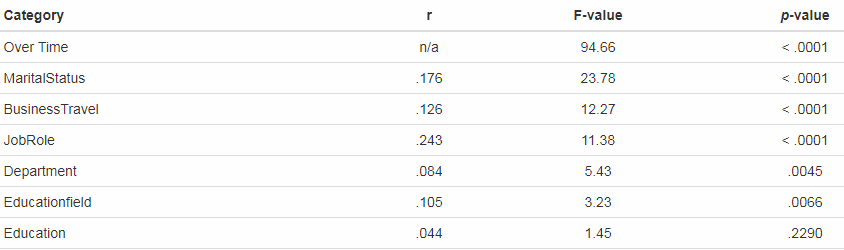 Category r F-value p-value
Over Time n/a 94.66 < .0001
MaritalStatus .176 23.78 < .0001
BusinessTravel .126 12.27 < .0001
JobRole .243 11.38 < .0001
Department .084 5.43 .0045
Educationfield .105 3.23 .0066
Education .044 1.45 .2290